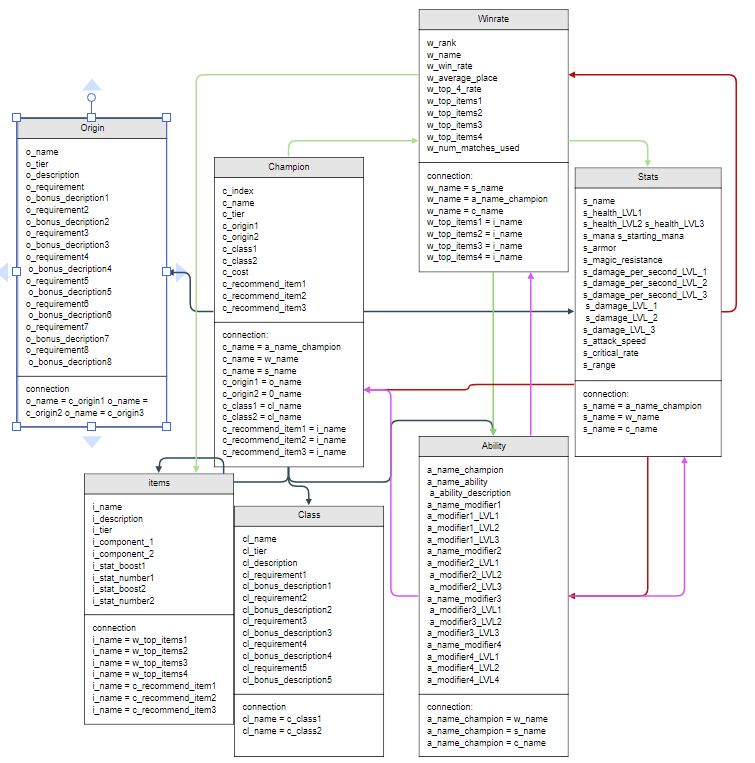 Winrate
w_rank
w_name
w_win_rate
w_average_place
w_top_4_rate
w_top_items1
w_top_items2
w_top_items3
w_top_items4
w_num_matches_used
connection:
w_name = s_name
w_name = a_name_champion
w_name = c_name
w_top_items1 = i_name
w_top_items2 = i_name
w_top_items3 = i_name
w_top_items4 = i_name
Origin
o_name
o_tier
o_description
o_requirement
o_bonus_decription1
o_requirement2
o_bonus_decription2
o_requirement3
o_bonus_decription3
o_requirement4
o_bonus_decription4
o_requirement5
o_bonus_decription5
o_requirement6
o_bonus_decription6
o_requirement7
o_bonus_decription7
o_requirement8
o_bonus_decription8
connection
o_name = c_origin1 o_name =
c_origin2 o_name = c_origin3
Champion
c_index
c_name
c_tier
c_origin1
c_origin2
c_class1
c_class2
c_cost
c_recommend_item1
c_recommend_item2
c_recommend_item3
connection:
c_name = a_name_champion
c_name = w_name
c_name = s_name
c_origin1 = o_name
c_origin2 = 0_name
c_class1 = cl_name
c_class2 = cl_name
c_recommend_item1 = i_name
c_recommend_item2 = i_name
c_recommend_item3 = i_name
Stats
s_name
s_health_LVL1
s_health_LVL2 s_health_LVL3
s_mana s_starting_mana
s_armor
s_magic_resistance
s_damage_per_second_LVL_1
s_damage_per_second_LVL_2
s_damage_per_second_LVL_3
s_damage_LVL_1
s_damage_LVL_2
s_damage_LVL_3
s_attack_speed
s_critical_rate
s_range
connection:
s_name = a_name_champion
s_name = w_name
s_name = c_name
items
i_name
i_description
i_tier
i_component_1
i_component_2
i_stat_boost1
i_stat_number1
i_stat_boost2
i_stat_number2
connection
i_name = w_top_items1
i_name = w_top_items2
i_name = w_top_items3
i_name = w_top_items4
i_name = c_recommend_item1
i_name = c_recommend_item2
i_name = c_recommend_item3
Class
cl_name
cl_tier
cl_description
cl_requirement1
cl_bonus_description1
cl_requirement2
cl_bonus_description2
cl_requirement3
cl_bonus_description3
cl_requirement4
cl_bonus_description4
cl_requirement5
cl_bonus_description5
connection
cl_name = c_class1
cl_name = c_class2
Ability
a_name_champion
a_name_ability
a_ability_description
a_name_modifier1
a_modifier1_LVL1
a_modifier1_LVL2
a_modifier1_LVL3
a_name_modifier2
a_modifier2_LVL1
a_modifier2_LVL2
a_modifier2_LVL3
a_name_modifier3
a_modifier3_LVL1
a_modifier3_LVL2
a_modifier3_LVL3
a_name_modifier4
a_modifier4_LVL1
a_modifier4_LVL2
a_modifier4_LVL4
connection:
a_name_champion = w_name
a_name_champion = s_name
a_name_champion = c_name